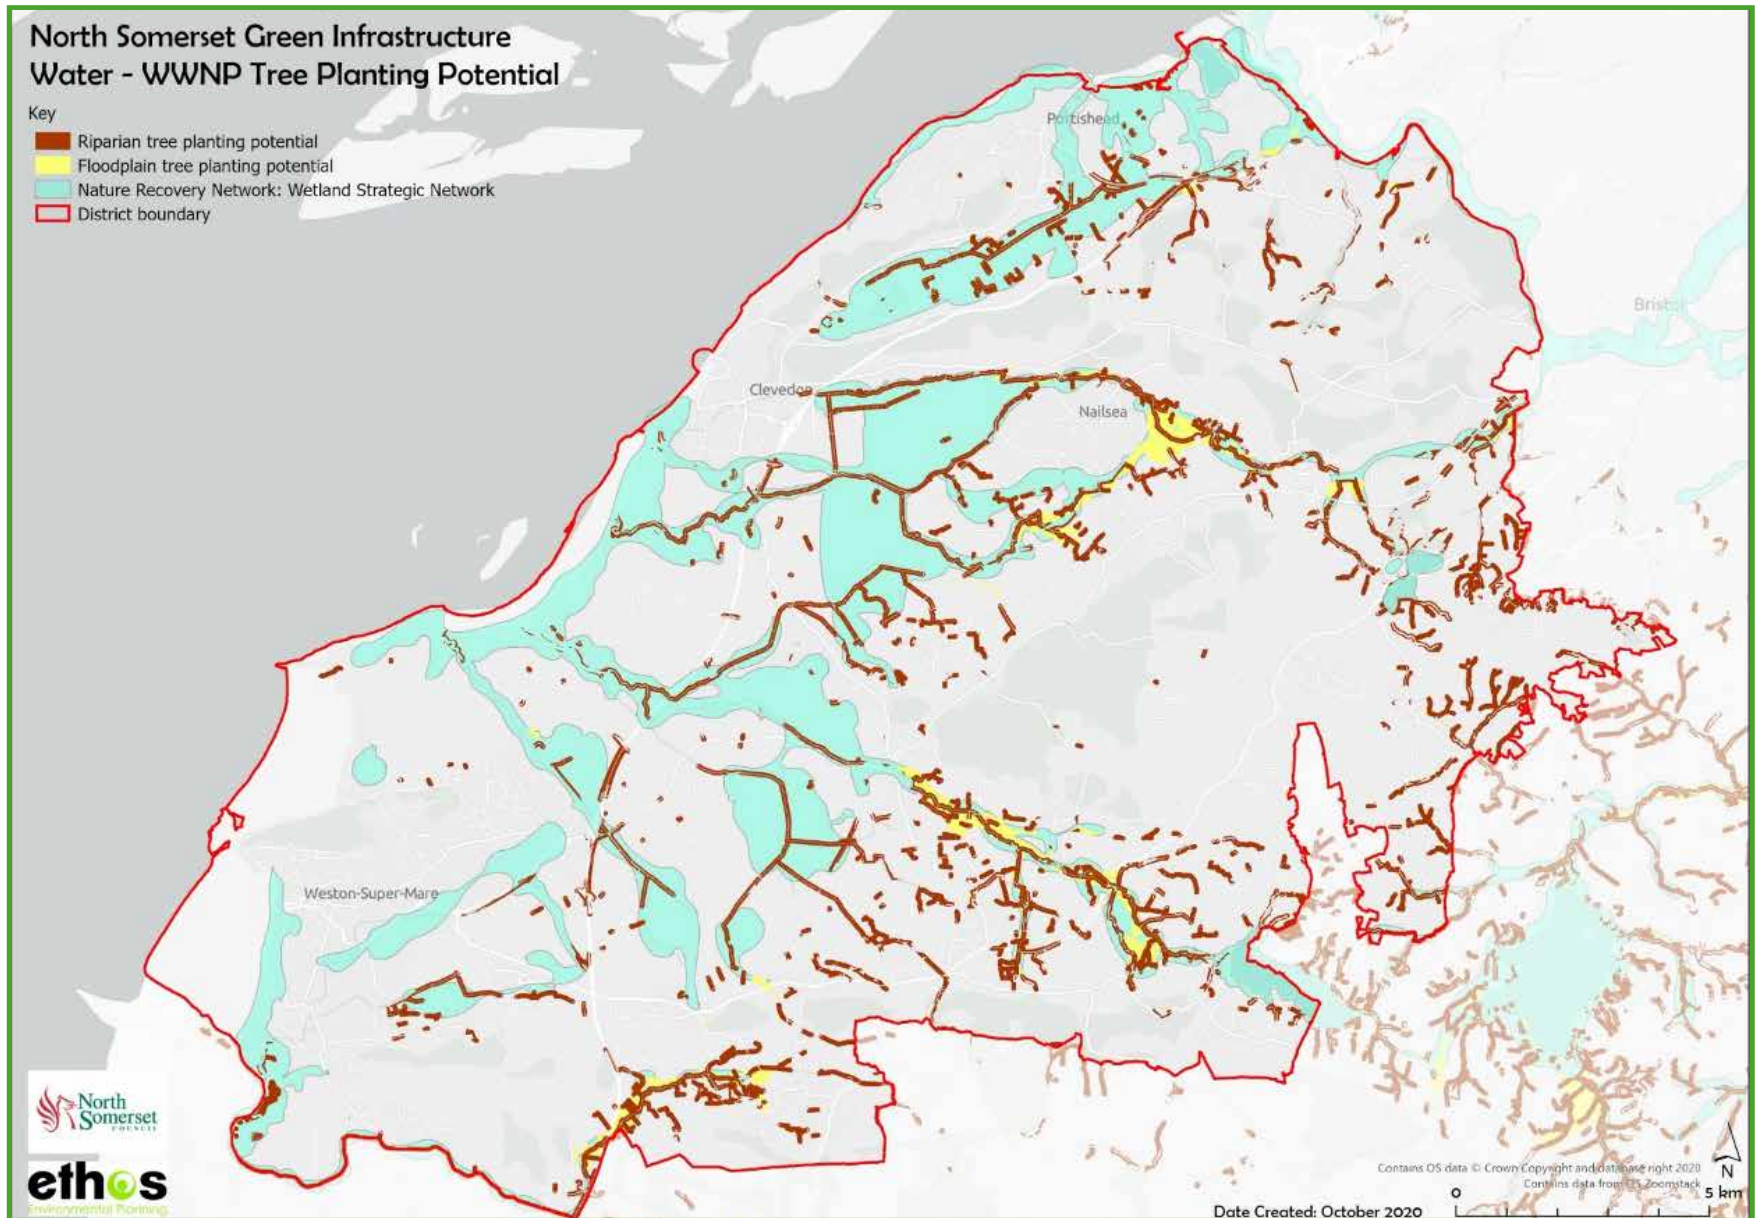 North Somerset Green Infrastructure
Water - WWNP Tree Planting Potential
Key
Riparian tree planting potential
Floodplain tree planting potential
Nature Recovery Network: Wetland Strategic Network
District boundary
Portishead
Bristol
Clevedon
Nailsea
Weston-Super-Mare
North
Somerset
COUNCIL
ethos
Environmental Planning
Contains OS data © Crown Copyright and database right 2020
Contains data from OS Zoomstack
N
0
5 km
Date Created: October 2020